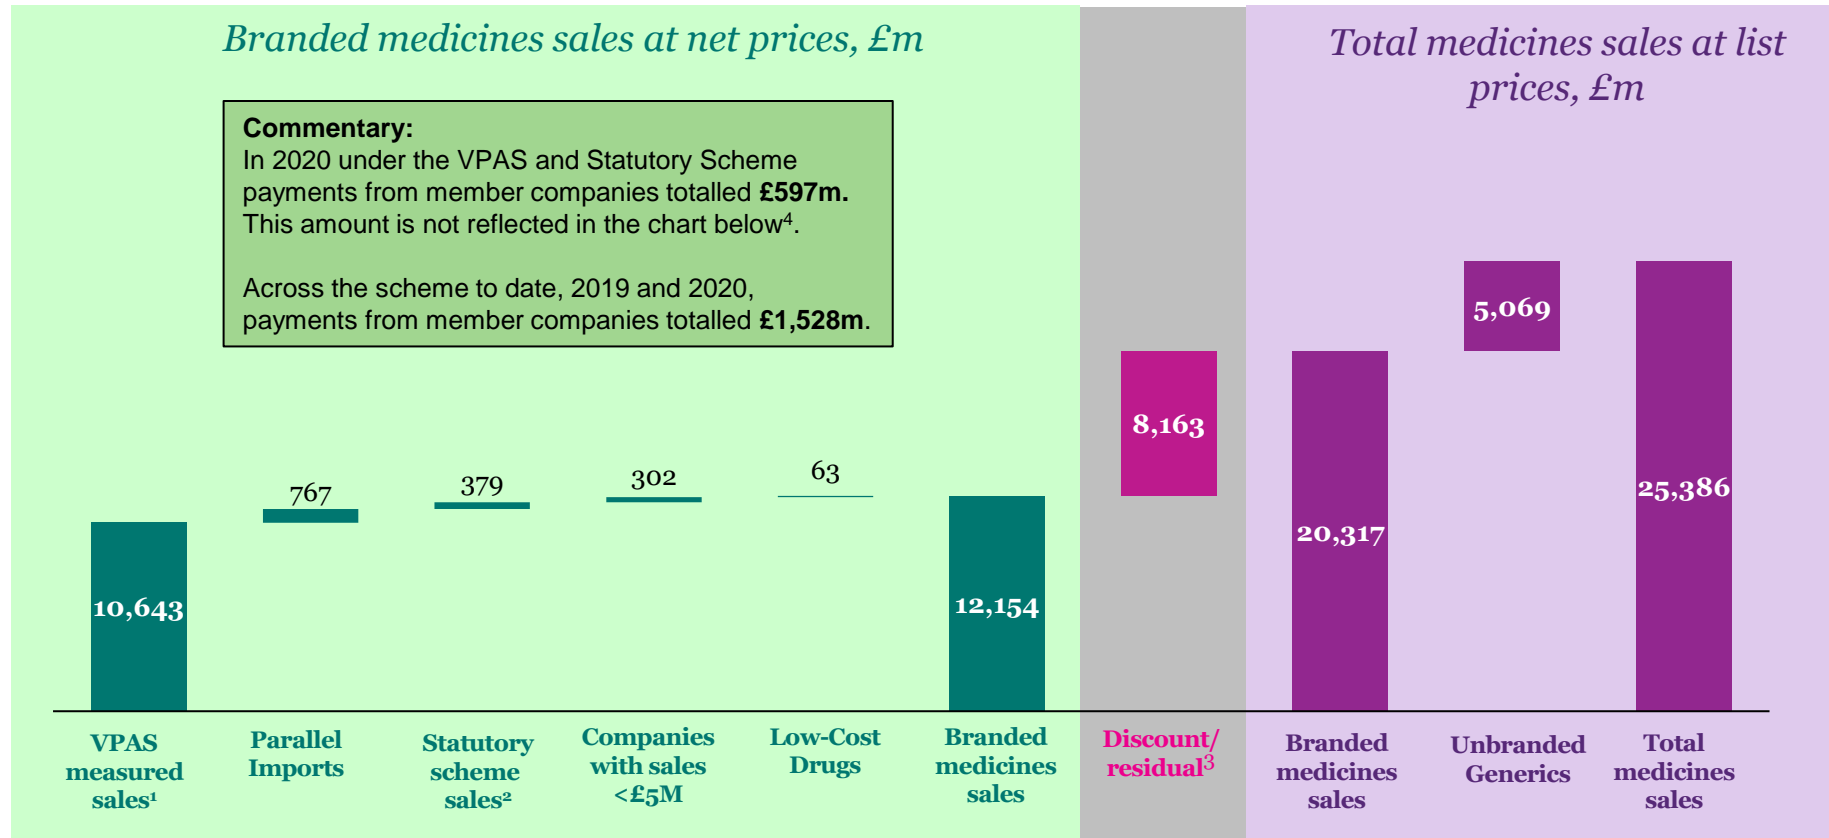 Branded medicines sales at net prices, £m
Total medicines sales at list
prices, £m
Commentary:
In 2020 under the VPAS and Statutory Scheme
payments from member companies totalled £597m.
This amount is not reflected in the chart below⁴.
Across the scheme to date, 2019 and 2020,
payments from member companies totalled £1,528m.
10,643
767
379
302
63
12,154
8,163
20,317
5,069
25,386
VPAS
measured
sales¹
Parallel
Imports
Statutory
scheme
sales²
Companies
with sales
<£5M
Low-Cost
Drugs
Branded
medicines
sales
Discount/
residual³
Branded
medicines
sales
Unbranded
Generics
Total
medicines
sales